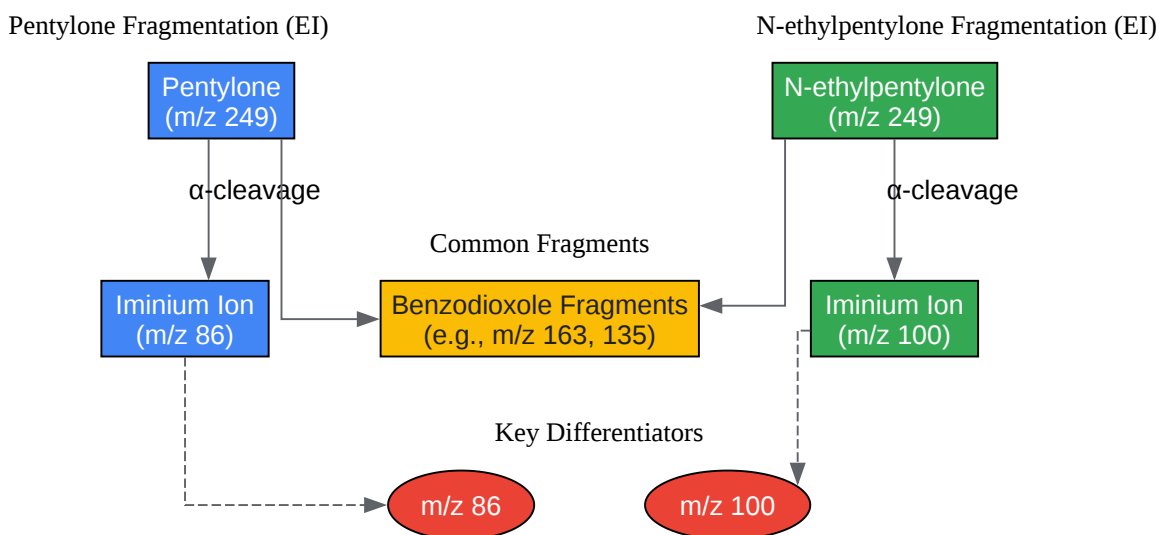 Pentylone Fragmentation (EI)
N-ethylpentylone Fragmentation (EI)
Pentylone
(m/z 249)
N-ethylpentylone
(m/z 249)
α-cleavage
α-cleavage
Common Fragments
Iminium Ion
(m/z 86)
Benzodioxole Fragments
(e.g., m/z 163, 135)
Iminium Ion
(m/z 100)
Key Differentiators
m/z 86
m/z 100